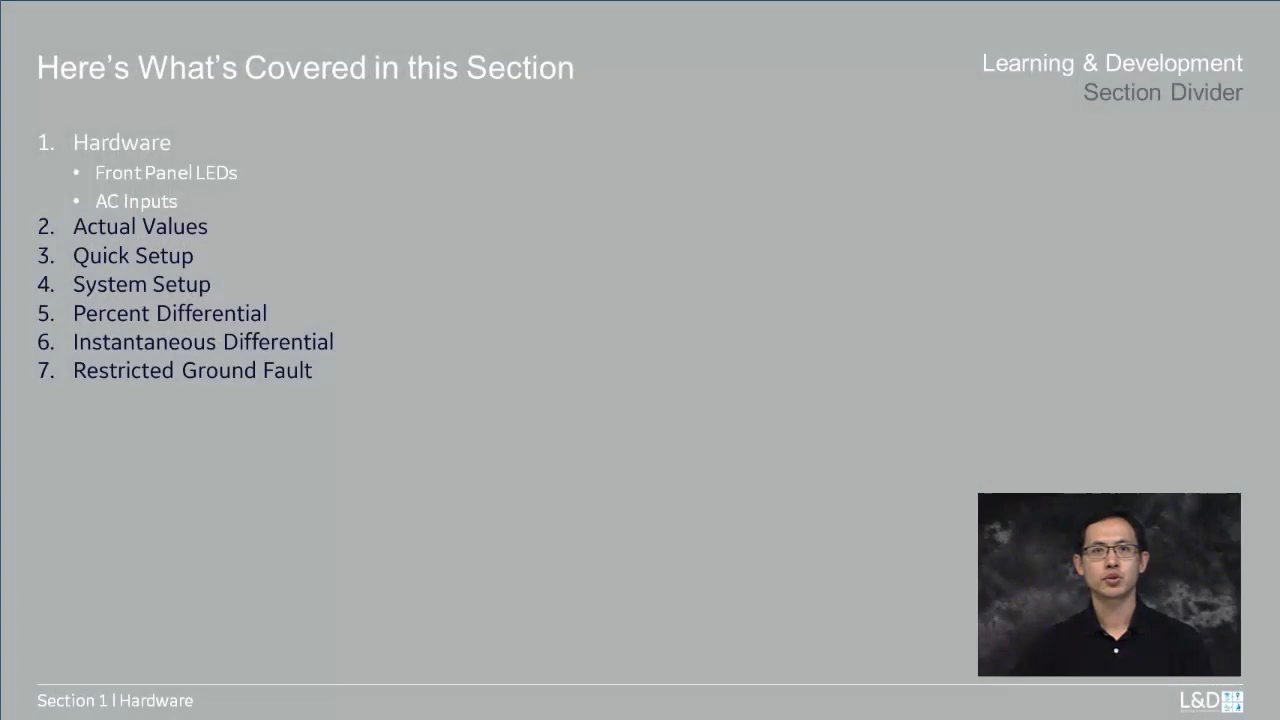 Here's What's Covered in this Section
Learning & Development
Section Divider
1. Hardware
• Front Panel LEDs
• AC Inputs
2. Actual Values
3. Quick Setup
4. System Setup
5. Percent Differential
6. Instantaneous Differential
7. Restricted Ground Fault
Section 1 | Hardware
L&D